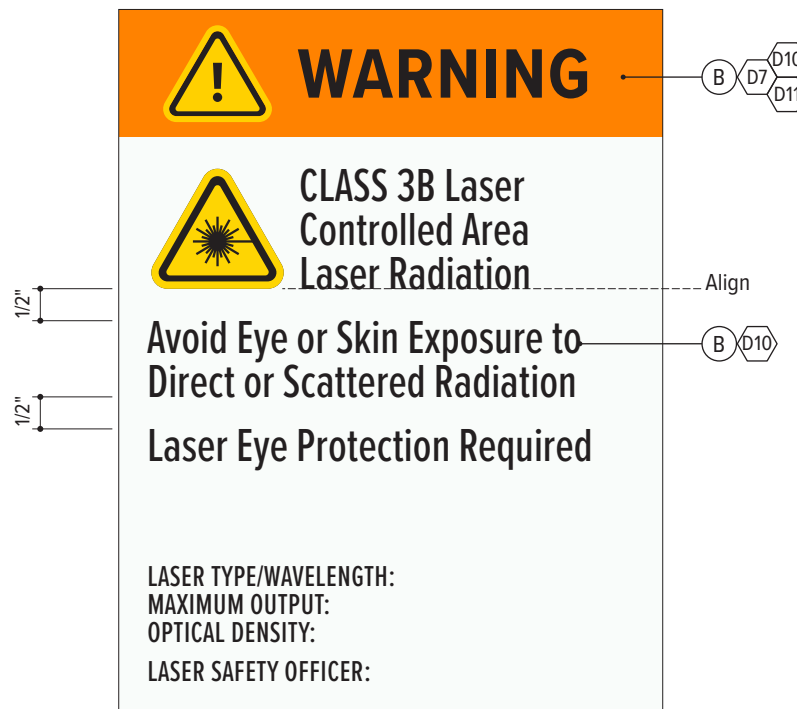 WARNING
B D7 D10 D11
CLASS 3B Laser
Controlled Area
Laser Radiation
Align
1/2"
Avoid Eye or Skin Exposure to
B D10
Direct or Scattered Radiation
1/2"
Laser Eye Protection Required
LASER TYPE/WAVELENGTH:
MAXIMUM OUTPUT:
OPTICAL DENSITY:
LASER SAFETY OFFICER: